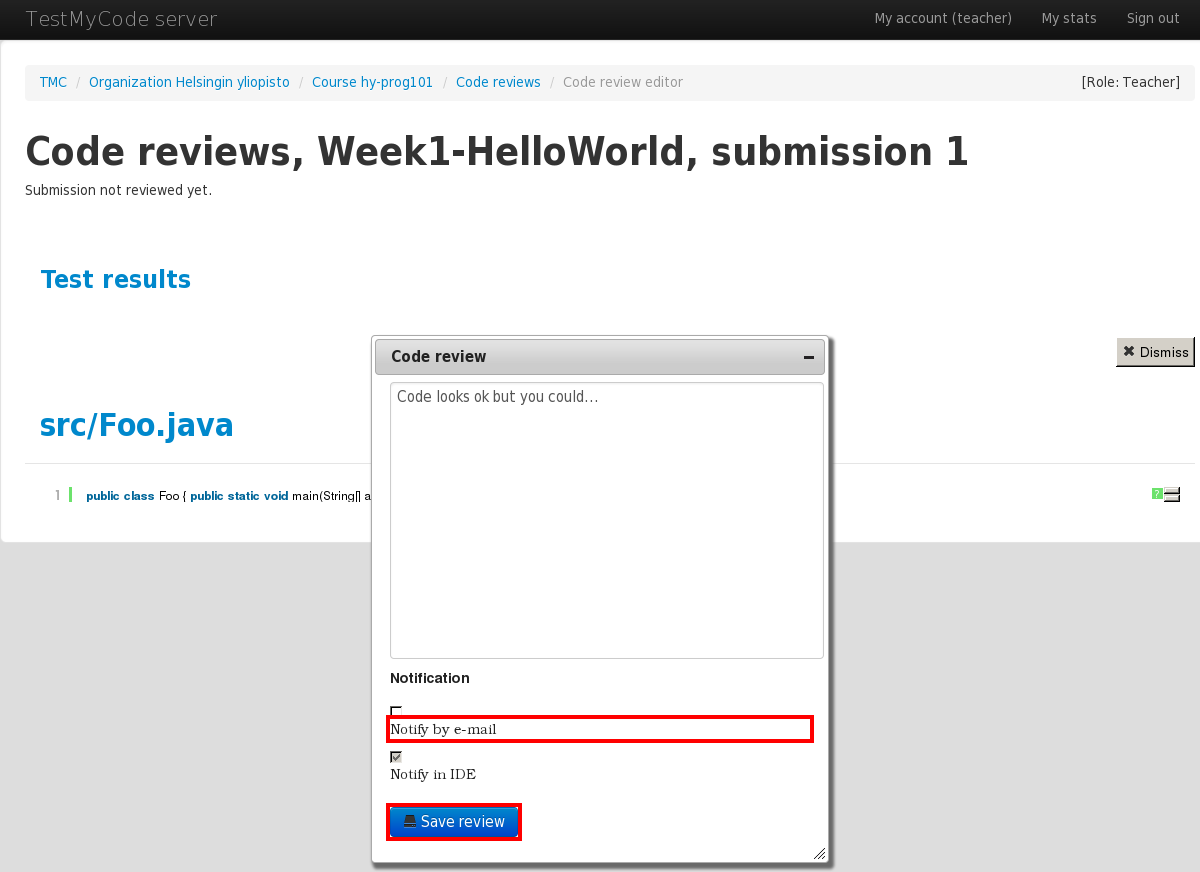 TestMyCode server
My account (teacher) My stats Sign out
TMC / Organization Helsingin yliopisto / Course hy-prog101 / Code reviews / Code review editor [Role: Teacher]
Code reviews, Week1-HelloWorld, submission 1
Submission not reviewed yet.
Test results
✖ Dismiss
src/Foo.java
1 public class Foo { public static void main(String[] a
?
Code review
Code looks ok but you could...
Notification
Notify by e-mail
Notify in IDE
Save review